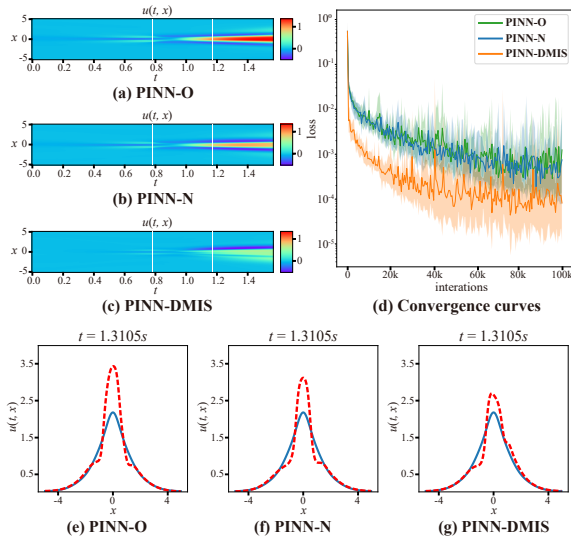 u(t, x)
5
x 0
-5
0.0 0.2 0.4 0.6 0.8 1.0 1.2 1.4
t
1
0
(a) PINN-O
u(t, x)
5
x 0
-5
0.0 0.2 0.4 0.6 0.8 1.0 1.2 1.4
t
1
0
(b) PINN-N
u(t, x)
5
x 0
-5
0.0 0.2 0.4 0.6 0.8 1.0 1.2 1.4
t
1
0
(c) PINN-DMIS
PINN-O
PINN-N
PINN-DMIS
loss
10^0
10^-1
10^-2
10^-3
10^-4
10^-5
0 20k 40k 60k 80k 100k
interations
(d) Convergence curves
t = 1.3105s
u(t, x)
3.5
2.5
1.5
0.5
-4 0 4
x
(e) PINN-O
t = 1.3105s
u(t, x)
3.5
2.5
1.5
0.5
-4 0 4
x
(f) PINN-N
t = 1.3105s
u(t, x)
3.5
2.5
1.5
0.5
-4 0 4
x
(g) PINN-DMIS